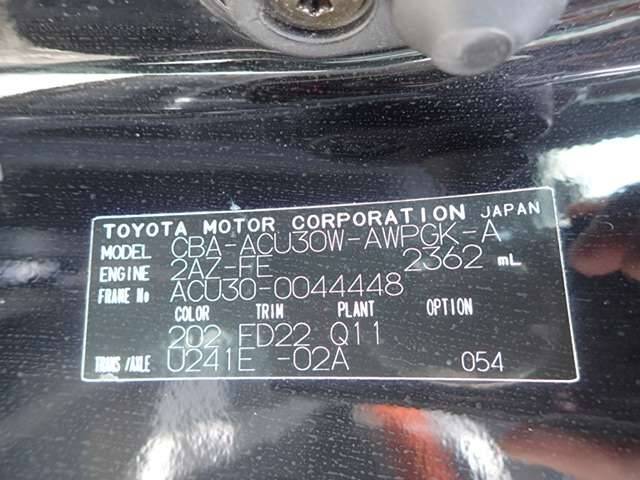 TOYOTA MOTOR CORPORATION JAPAN
MODEL CBA-ACU30W-AWPGK-A
ENGINE 2AZ-FE 2362 mL
FRAME No ACU30-0044448
COLOR TRIM PLANT OPTION
202 FD22 Q11
TRANS/AXLE U241E -02A 054